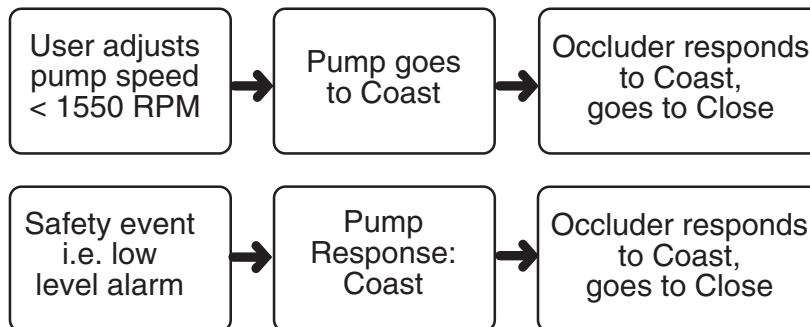 User adjusts
pump speed
< 1550 RPM
Pump goes
to Coast
Occluder responds
to Coast,
goes to Close
Safety event
i.e. low
level alarm
Pump
Response:
Coast
Occluder responds
to Coast,
goes to Close